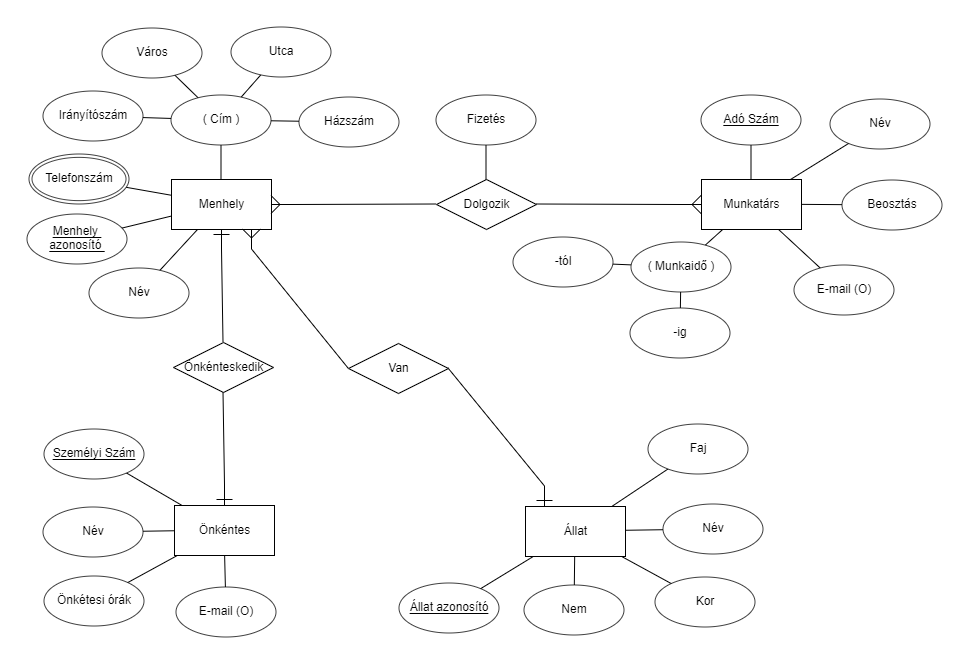 Város
Utca
Irányítószám
( Cím )
Házszám
Fizetés
Adó Szám
Név
Telefonszám
Menhely
Dolgozik
Munkatárs
Beosztás
Menhely
azonosító
-tól
( Munkaidő )
Név
E-mail (O)
-ig
Önkénteskedik
Van
Személyi Szám
Faj
Név
Önkéntes
Állat
Név
Önkétesi órák
E-mail (O)
Állat azonosító
Nem
Kor